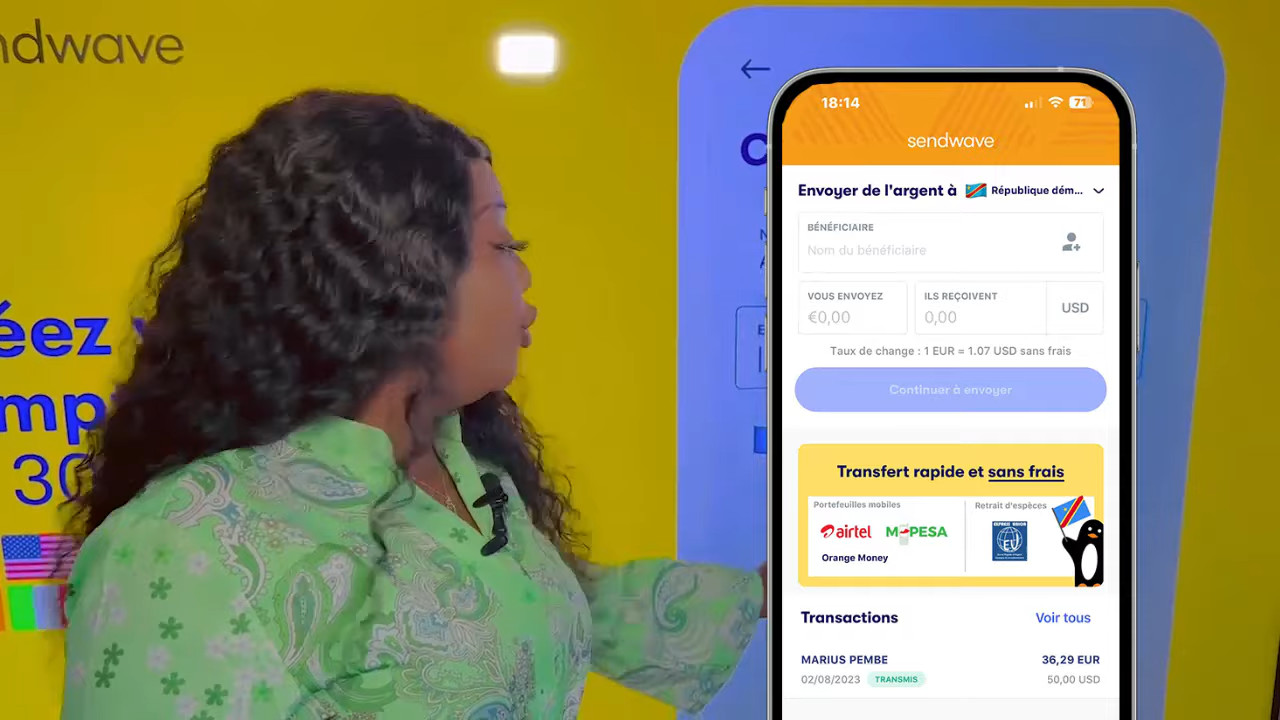 ndwave
éez
mp
30
18:14
71
sendwave
Envoyer de l'argent à République dém...
BÉNÉFICIAIRE
Nom du bénéficiaire
VOUS ENVOYEZ
€0,00
ILS REÇOIVENT
0,00
USD
Taux de change : 1 EUR = 1.07 USD sans frais
Continuer à envoyer
Transfert rapide et sans frais
Portefeuilles mobiles
airtel
M-PESA
Orange Money
Retrait d'espèces
EU
Transactions
Voir tous
MARIUS PEMBE
36,29 EUR
02/08/2023
TRANSMIS
50,00 USD